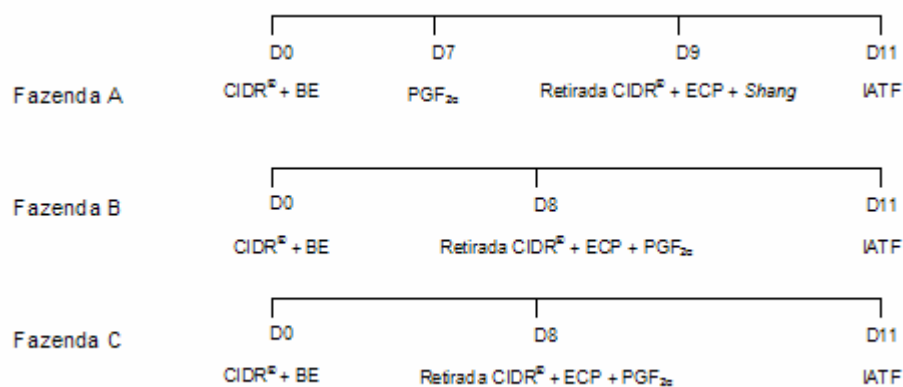 D0 D7 D9 D11
Fazenda A CIDR® + BE PGF2α Retirada CIDR® + ECP + Shang IATF
D0 D8 D11
Fazenda B CIDR® + BE Retirada CIDR® + ECP + PGF2α IATF
D0 D8 D11
Fazenda C CIDR® + BE Retirada CIDR® + ECP + PGF2α IATF